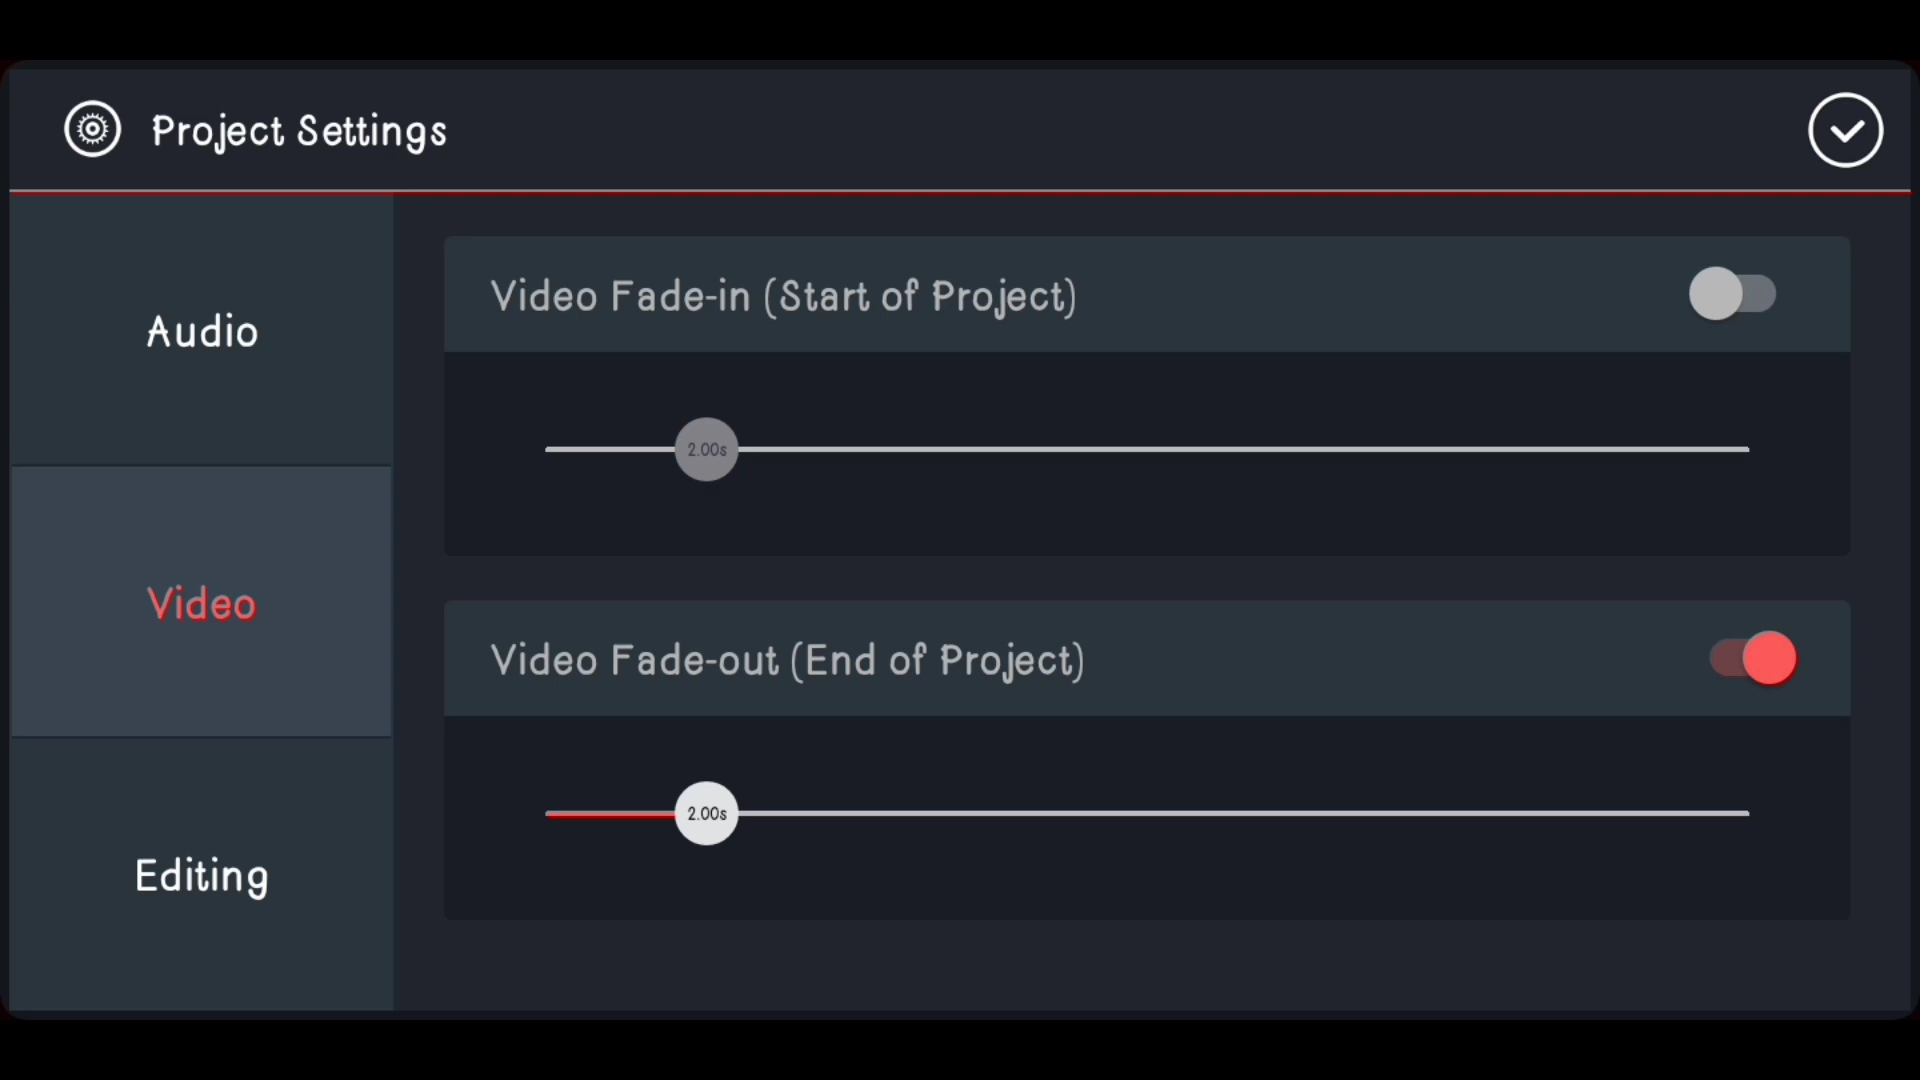 Project Settings
Audio
Video
Editing
Video Fade-in (Start of Project)
2.00s
Video Fade-out (End of Project)
2.00s